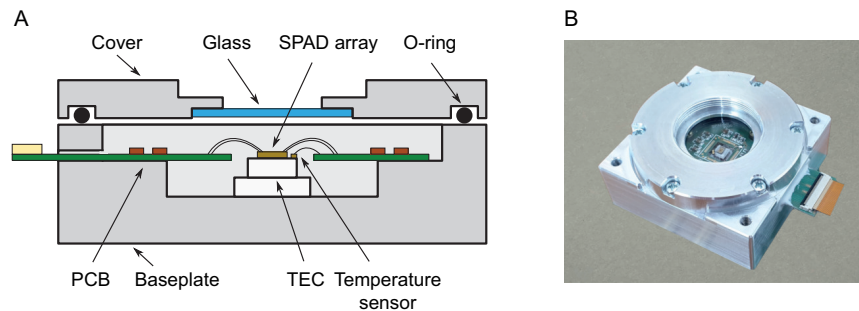 A
B
Cover
Glass
SPAD array
O-ring
PCB
Baseplate
TEC
Temperature
sensor